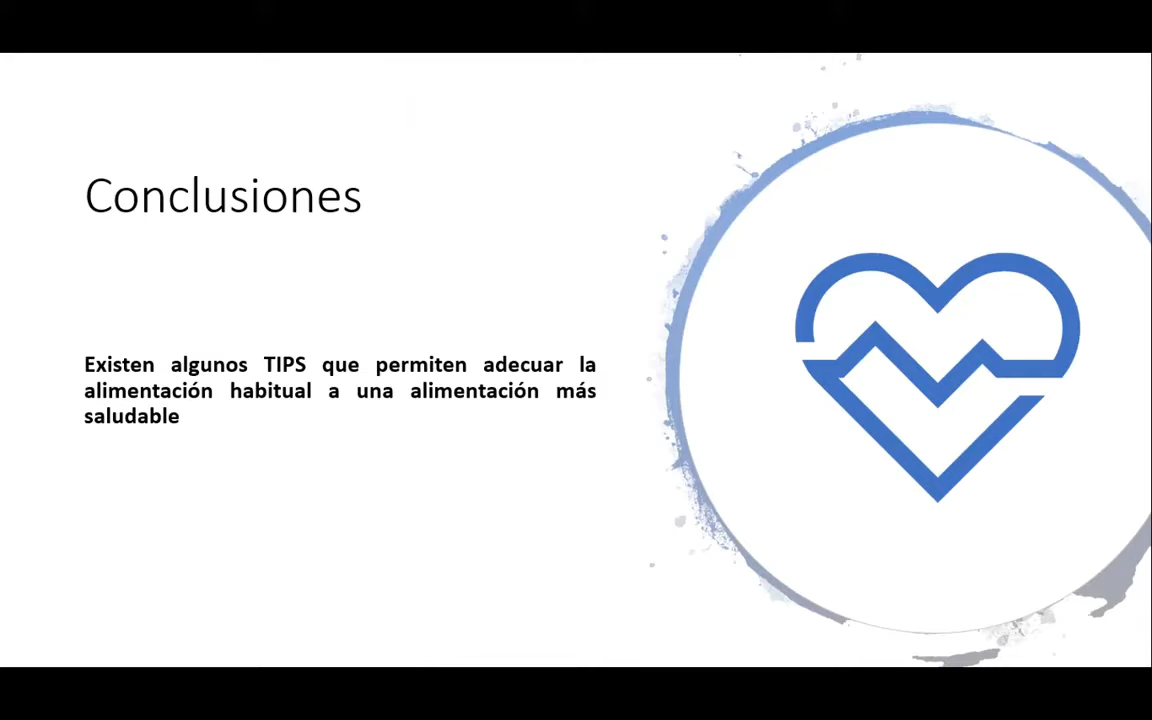 Conclusiones
Existen algunos TIPS que permiten adecuar la
alimentación habitual a una alimentación más
saludable